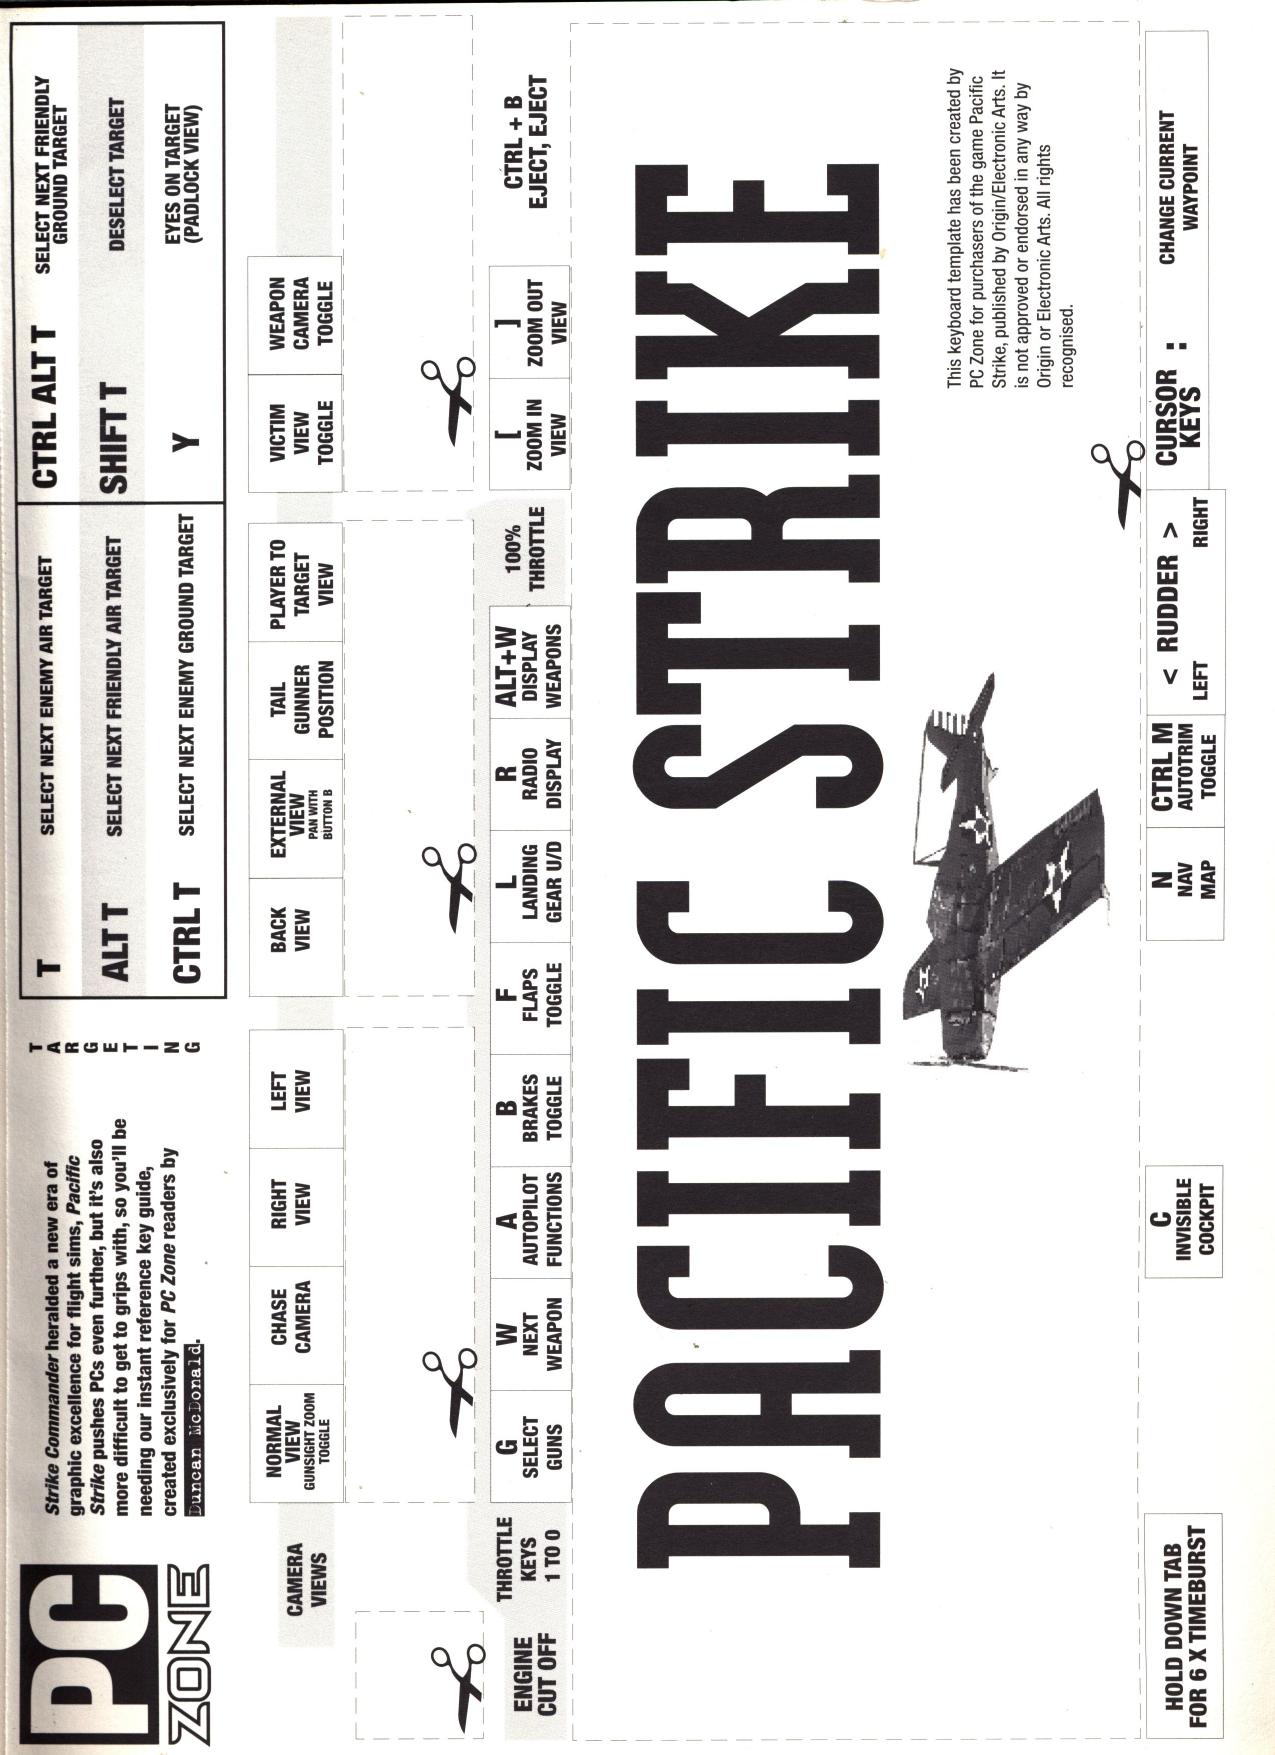 PC
ZONE
Strike Commander heralded a new era of
graphic excellence for flight sims, Pacific
Strike pushes PCs even further, but it's also
more difficult to get to grips with, so you'll be
needing our instant reference key guide,
created exclusively for PC Zone readers by
Duncan McDonald.
TARGETING
T SELECT NEXT ENEMY AIR TARGET
ALT T SELECT NEXT FRIENDLY AIR TARGET
CTRL T SELECT NEXT ENEMY GROUND TARGET
CTRL ALT T SELECT NEXT FRIENDLY
GROUND TARGET
SHIFT T DESELECT TARGET
Y EYES ON TARGET
(PADLOCK VIEW)
CAMERA
VIEWS
NORMAL
VIEW
GUNSIGHT ZOOM
TOGGLE
CHASE
CAMERA
RIGHT
VIEW
LEFT
VIEW
BACK
VIEW
EXTERNAL
VIEW
PAN WITH
BUTTON B
TAIL
GUNNER
POSITION
PLAYER TO
TARGET
VIEW
VICTIM
VIEW
TOGGLE
WEAPON
CAMERA
TOGGLE
ENGINE
CUT OFF
THROTTLE
KEYS
1 TO 0
G
SELECT
GUNS
W
NEXT
WEAPON
A
AUTOPILOT
FUNCTIONS
B
BRAKES
TOGGLE
F
FLAPS
TOGGLE
L
LANDING
GEAR U/D
R
RADIO
DISPLAY
ALT+W
DISPLAY
WEAPONS
100%
THROTTLE
[
ZOOM IN
VIEW
]
ZOOM OUT
VIEW
CTRL + B
EJECT, EJECT
PACIFIC STRIKE
This keyboard template has been created by
PC Zone for purchasers of the game Pacific
Strike, published by Origin/Electronic Arts. It
is not approved or endorsed in any way by
Origin or Electronic Arts. All rights
recognised.
HOLD DOWN TAB
FOR 6 X TIMEBURST
C
INVISIBLE
COCKPIT
N
NAV
MAP
CTRL M
AUTOTRIM
TOGGLE
< RUDDER >
LEFT RIGHT
CURSOR :
KEYS
CHANGE CURRENT
WAYPOINT